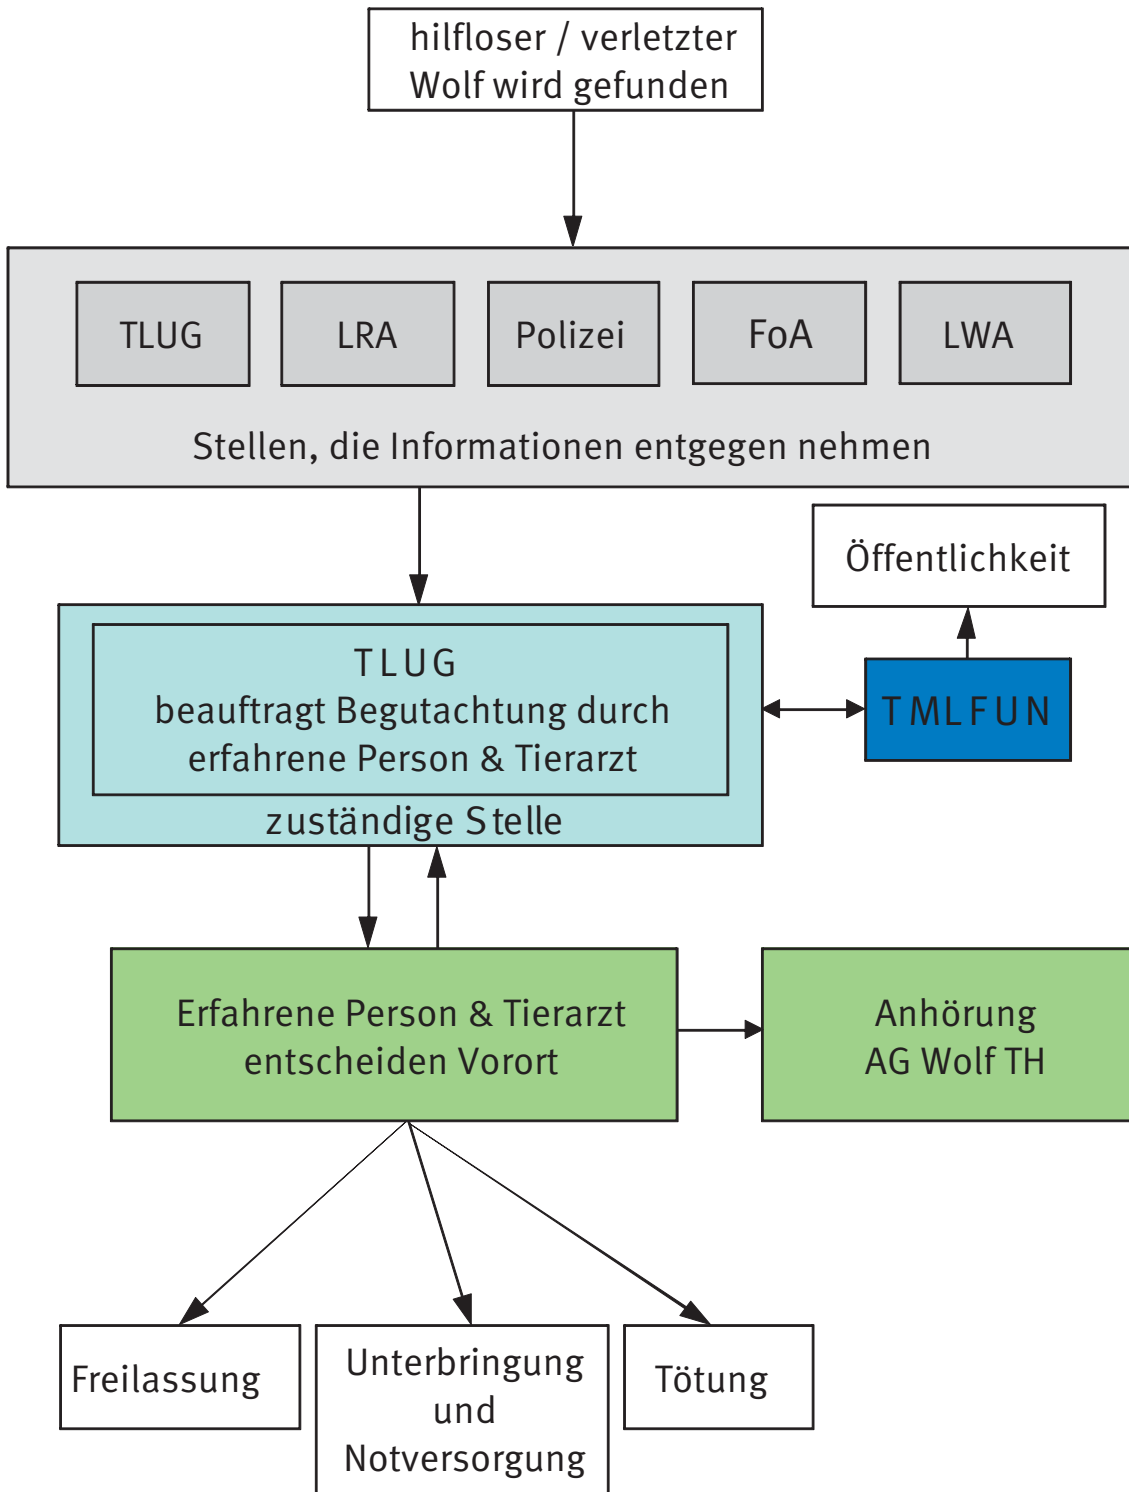 hilfloser / verletzter
Wolf wird gefunden
TLUG
LRA
Polizei
FoA
LWA
Stellen, die Informationen entgegen nehmen
Öffentlichkeit
TLUG
beauftragt Begutachtung durch
erfahrene Person & Tierarzt
zuständige Stelle
TMLFUN
Erfahrene Person & Tierarzt
entscheiden Vorort
Anhörung
AG Wolf TH
Freilassung
Unterbringung
und
Notversorgung
Tötung